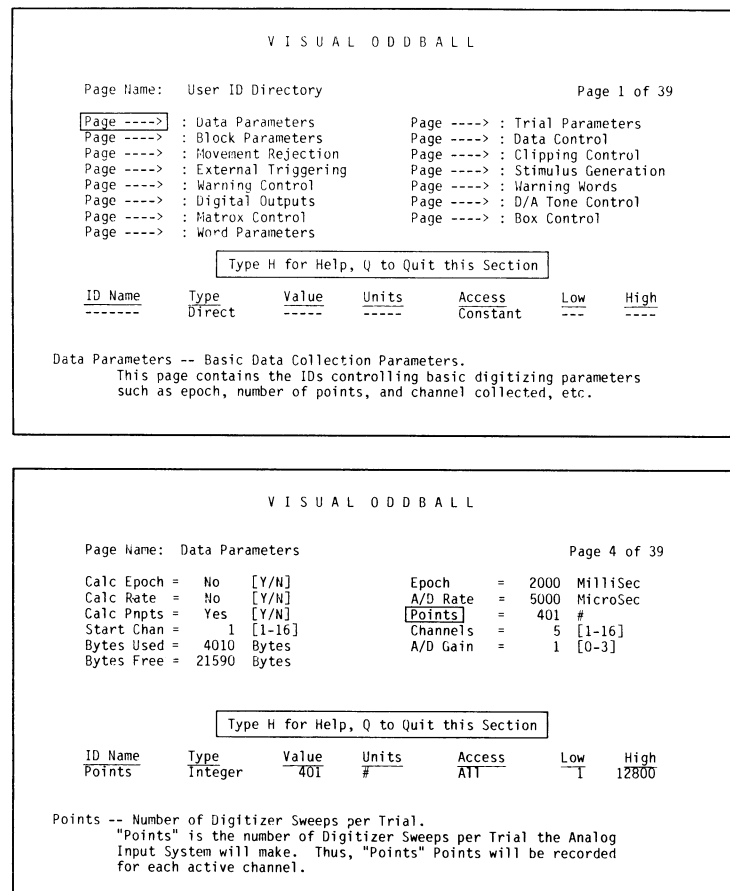 V I S U A L   O D D B A L L
Page Name:   User ID Directory   Page 1 of 39
Page ----> : Data Parameters   Page ----> : Trial Parameters
Page ----> : Block Parameters   Page ----> : Data Control
Page ----> : Movement Rejection   Page ----> : Clipping Control
Page ----> : External Triggering   Page ----> : Stimulus Generation
Page ----> : Warning Control   Page ----> : Warning Words
Page ----> : Digital Outputs   Page ----> : D/A Tone Control
Page ----> : Matrox Control   Page ----> : Box Control
Page ----> : Word Parameters
Type H for Help, Q to Quit this Section
ID Name   Type   Value   Units   Access   Low   High
-------   Direct   -----   -----   Constant   ---   ----
Data Parameters -- Basic Data Collection Parameters.
This page contains the IDs controlling basic digitizing parameters
such as epoch, number of points, and channel collected, etc.
V I S U A L   O D D B A L L
Page Name:  Data Parameters   Page 4 of 39
Calc Epoch =   No   [Y/N]   Epoch   =   2000  MilliSec
Calc Rate  =   No   [Y/N]   A/D Rate  =   5000  MicroSec
Calc Pnpts =   Yes  [Y/N]   Points   =   401  #
Start Chan =   1  [1-16]   Channels  =   5  [1-16]
Bytes Used =  4010  Bytes   A/D Gain  =   1  [0-3]
Bytes Free = 21590  Bytes
Type H for Help, Q to Quit this Section
ID Name   Type   Value   Units   Access   Low   High
Points   Integer   401   #   All   1   12800
Points -- Number of Digitizer Sweeps per Trial.
"Points" is the number of Digitizer Sweeps per Trial the Analog
Input System will make.  Thus, "Points" Points will be recorded
for each active channel.